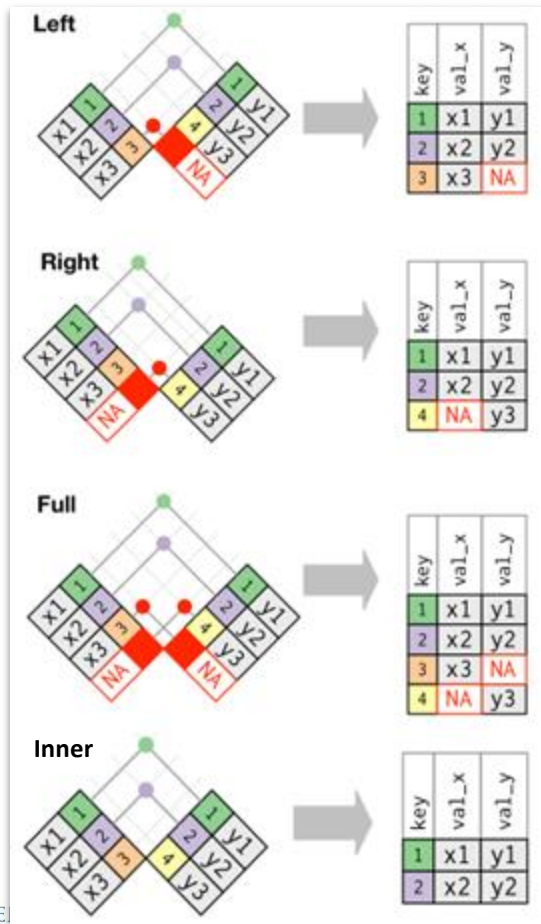 Left
x1 1
x2 2
x3 3
1 y1
2 y2
4 y3
NA
key val_x val_y
1 x1 y1
2 x2 y2
3 x3 NA
Right
x1 1
x2 2
x3 3
NA
1 y1
2 y2
4 y3
key val_x val_y
1 x1 y1
2 x2 y2
4 NA y3
Full
x1 1
x2 2
x3 3
NA
1 y1
2 y2
4 y3
NA
key val_x val_y
1 x1 y1
2 x2 y2
3 x3 NA
4 NA y3
Inner
x1 1
x2 2
x3 3
1 y1
2 y2
4 y3
key val_x val_y
1 x1 y1
2 x2 y2